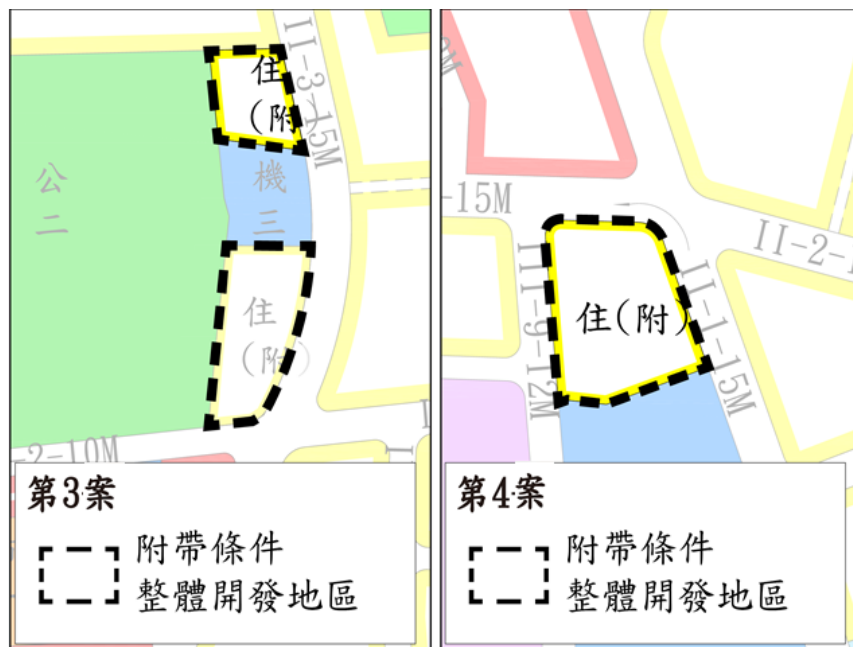 住
(附)
II-3-15M
公二
機三
住
(附)
-2-10M
第3案
附帶條件
整體開發地區
-15M
II-2-1
住(附)
III-9-12M
II-1-15M
第4案
附帶條件
整體開發地區